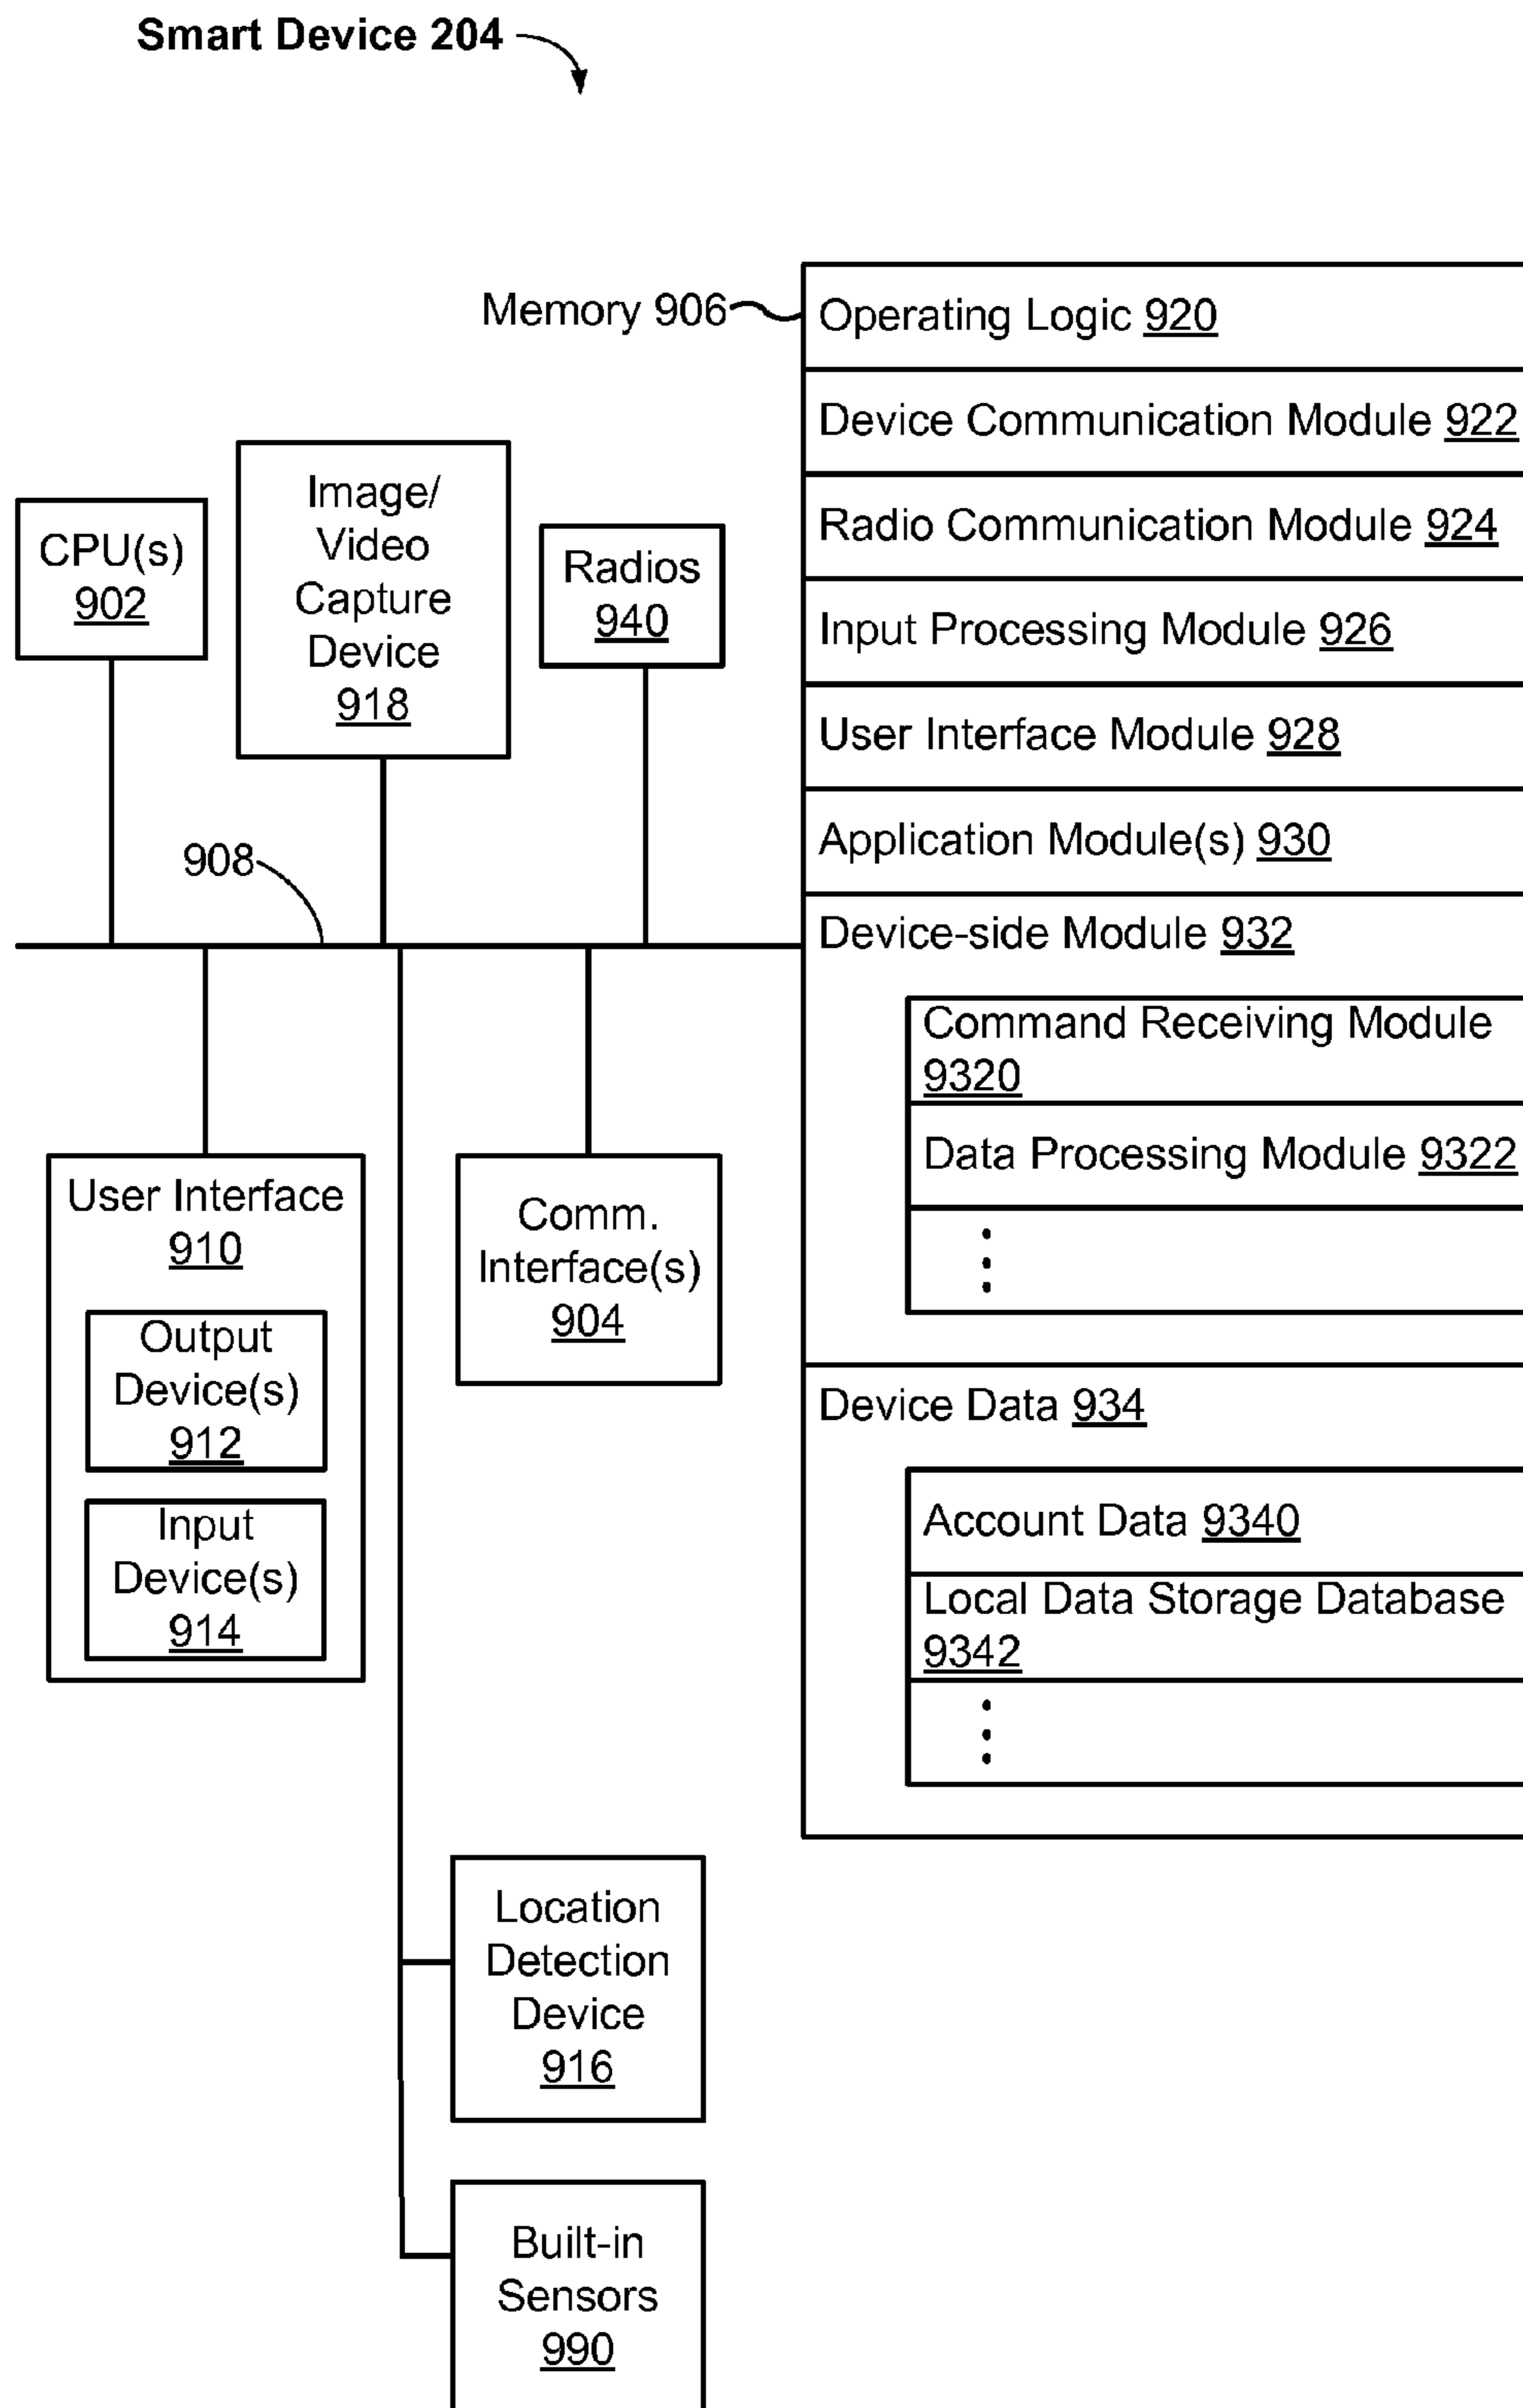 Smart Device 204
Memory 906
Operating Logic 920
Device Communication Module 922
Radio Communication Module 924
Input Processing Module 926
User Interface Module 928
Application Module(s) 930
Device-side Module 932
Command Receiving Module
9320
Data Processing Module 9322
Device Data 934
Account Data 9340
Local Data Storage Database
9342
CPU(s)
902
Image/
Video
Capture
Device
918
Radios
940
908
User Interface
910
Output
Device(s)
912
Input
Device(s)
914
Comm.
Interface(s)
904
Location
Detection
Device
916
Built-in
Sensors
990